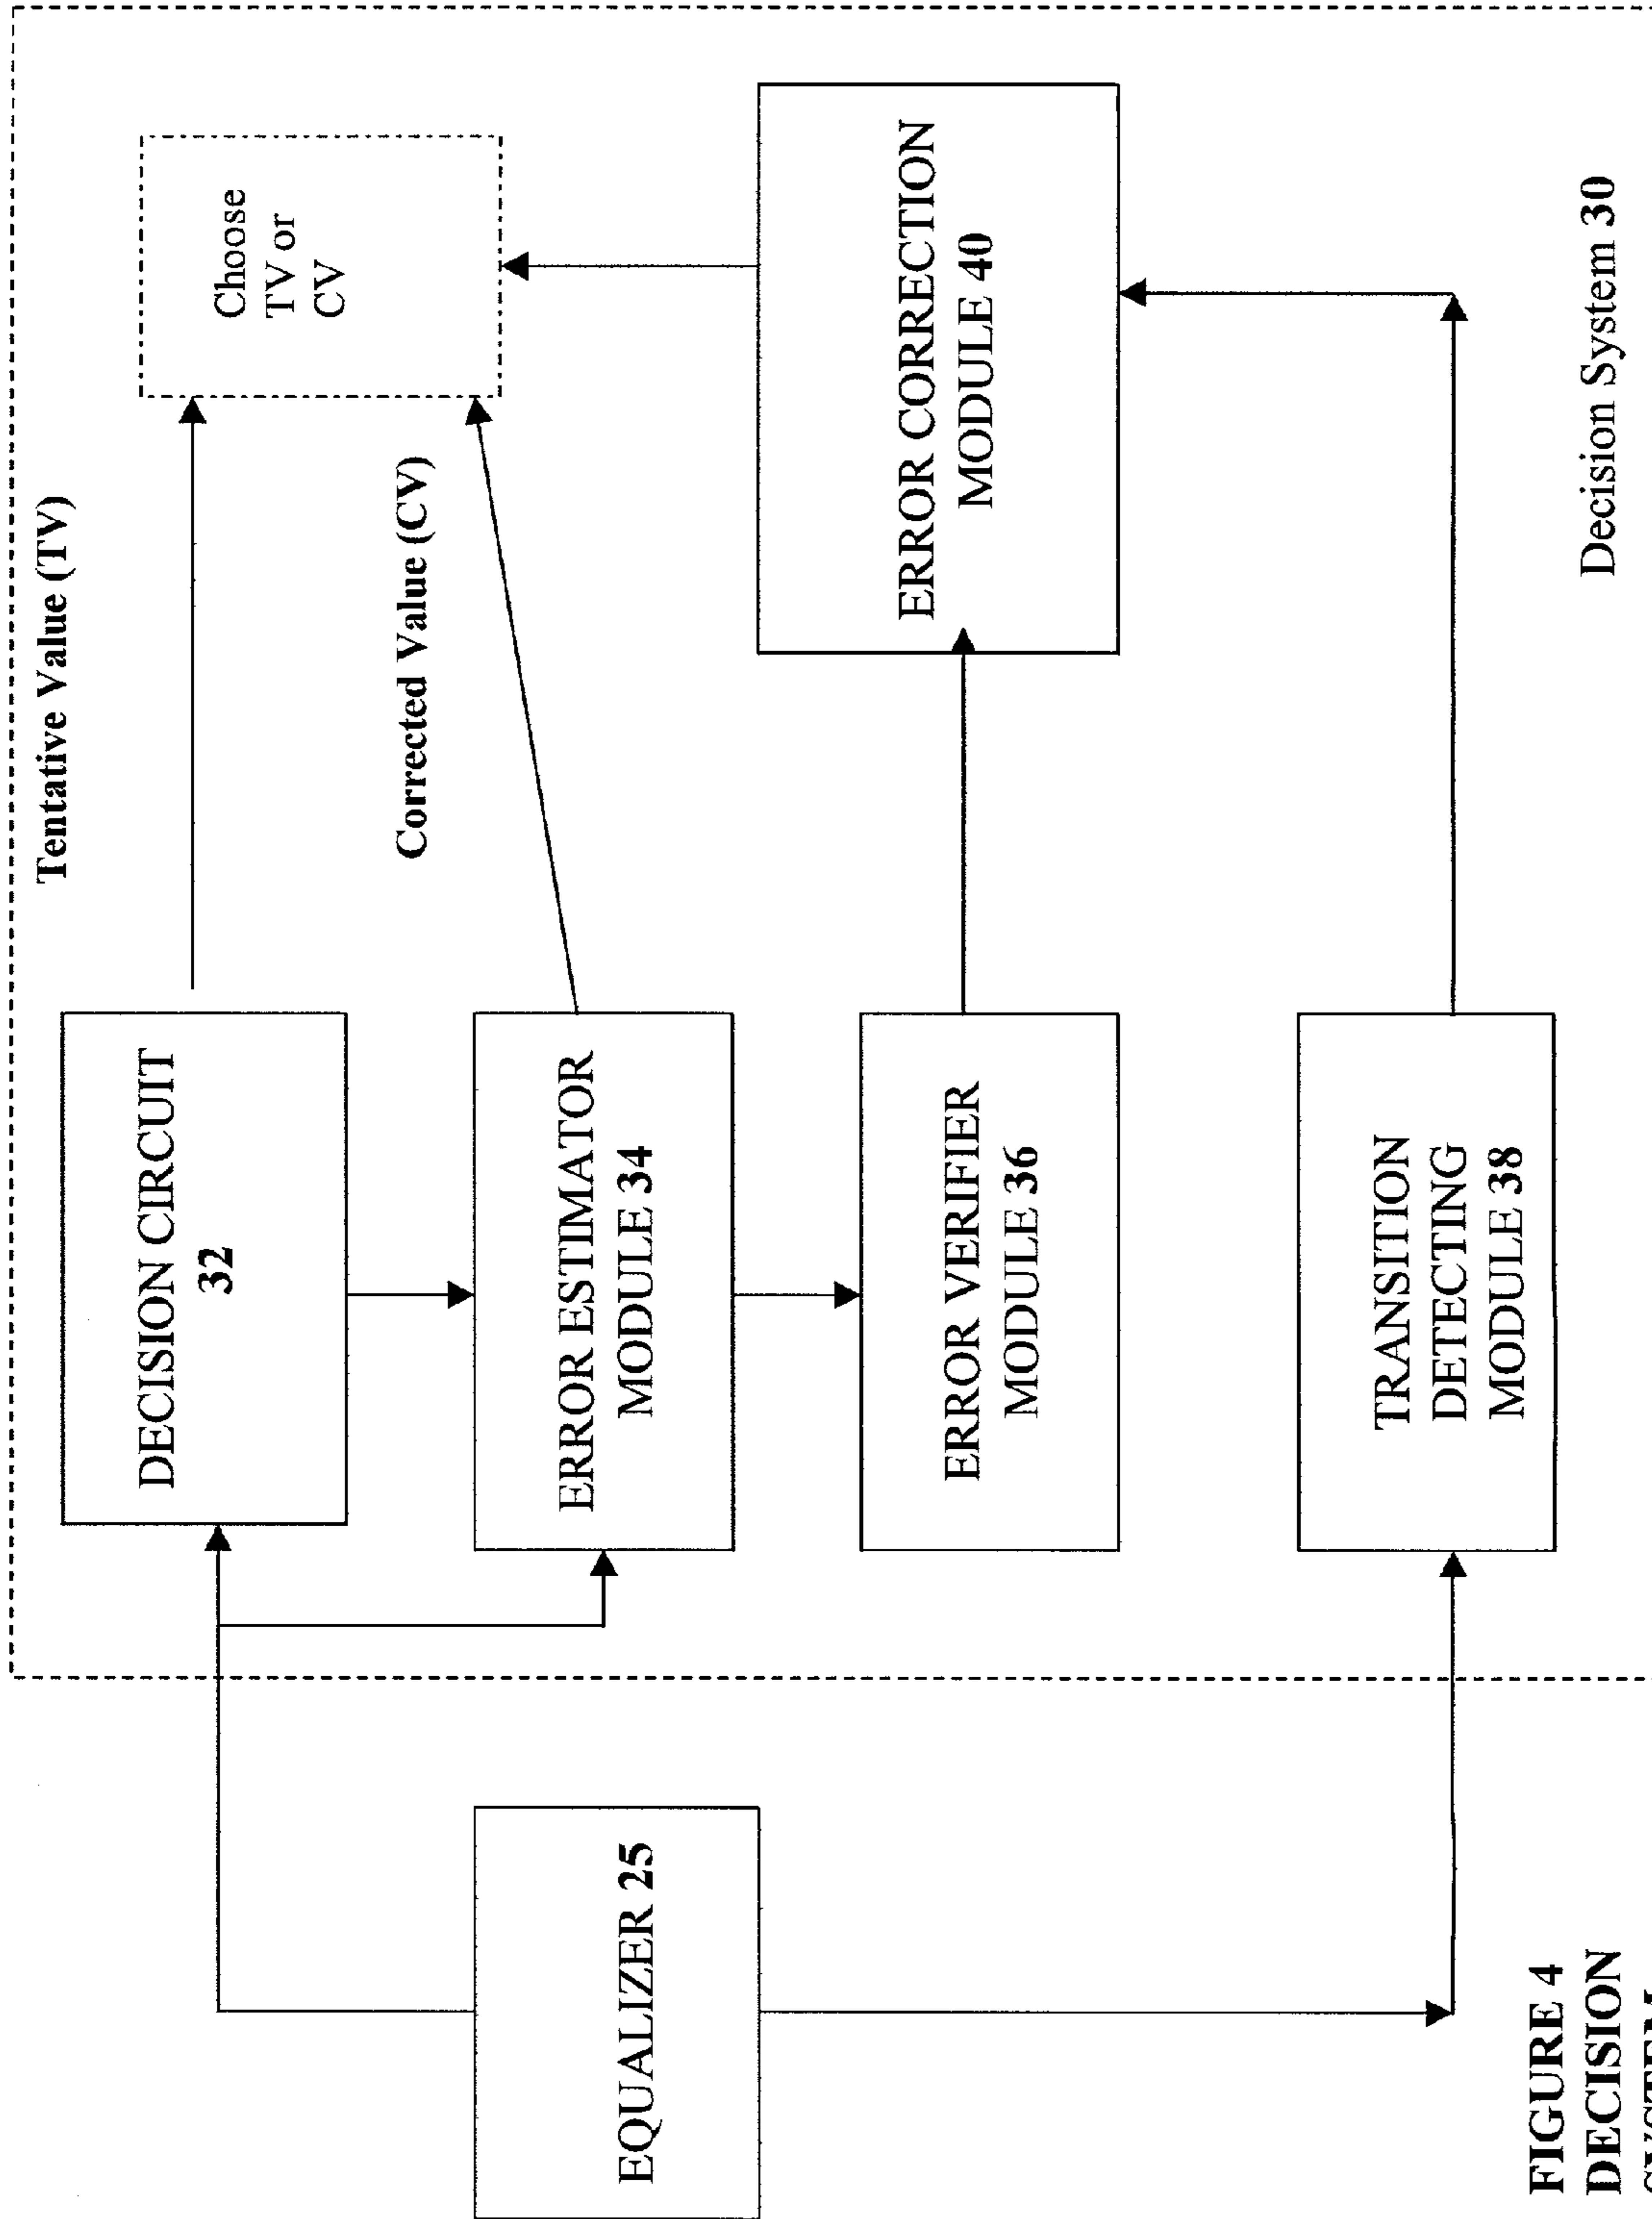 Tentative Value (TV)
DECISION CIRCUIT
32
Choose
TV or
CV
Corrected Value (CV)
EQUALIZER 25
ERROR ESTIMATOR
MODULE 34
ERROR VERIFIER
MODULE 36
ERROR CORRECTION
MODULE 40
TRANSITION
DETECTING
MODULE 38
Decision System 30
FIGURE 4
DECISION
SYSTEM